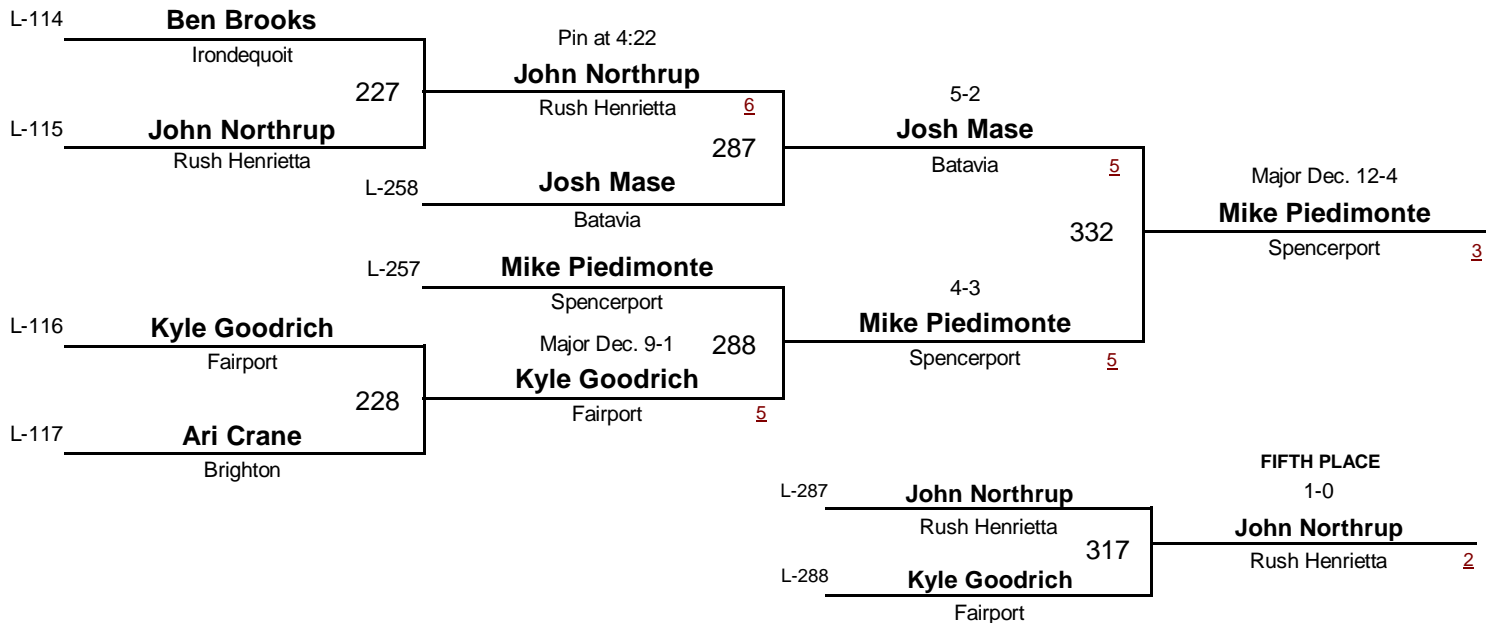 L-114
Ben Brooks
Irondequoit
227
L-115
John Northrup
Rush Henrietta
Pin at 4:22
John Northrup
Rush Henrietta
6
287
L-258
Josh Mase
Batavia
5-2
Josh Mase
Batavia
5
332
Major Dec. 12-4
Mike Piedimonte
Spencerport
3
L-257
Mike Piedimonte
Spencerport
288
4-3
Mike Piedimonte
Spencerport
5
L-116
Kyle Goodrich
Fairport
228
Major Dec. 9-1
Kyle Goodrich
Fairport
5
L-117
Ari Crane
Brighton
L-287
John Northrup
Rush Henrietta
317
L-288
Kyle Goodrich
Fairport
FIFTH PLACE
1-0
John Northrup
Rush Henrietta
2